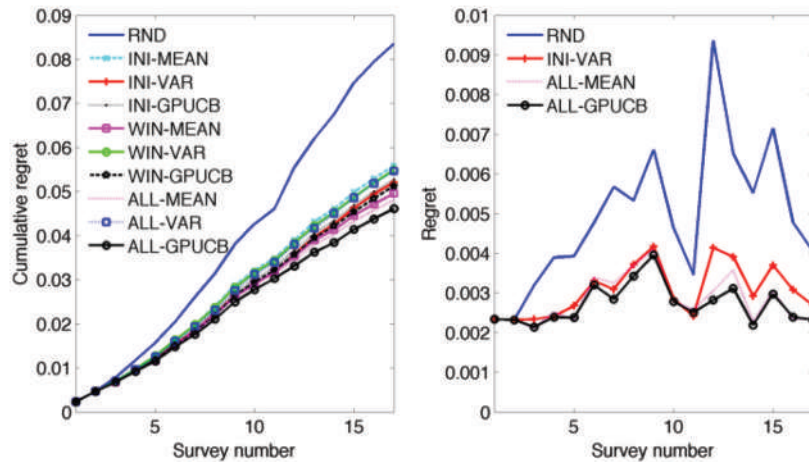 0.09
0.08
0.07
0.06
0.05
0.04
0.03
0.02
0.01
0
5
10
15
Cumulative regret
Survey number
RND
INI-MEAN
INI-VAR
INI-GPUCB
WIN-MEAN
WIN-VAR
WIN-GPUCB
ALL-MEAN
ALL-VAR
ALL-GPUCB
0.01
0.009
0.008
0.007
0.006
0.005
0.004
0.003
0.002
0.001
0
5
10
15
Regret
Survey number
RND
INI-VAR
ALL-MEAN
ALL-GPUCB